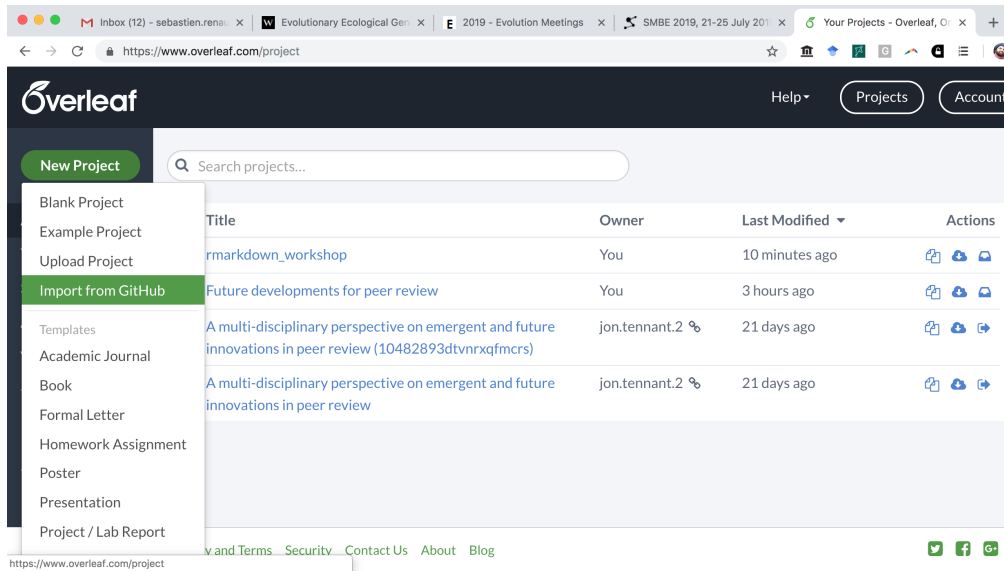 Inbox (12) - sebastien.renau
Evolutionary Ecological Gen
2019 - Evolution Meetings
SMBE 2019, 21-25 July 201
Your Projects - Overleaf, On
https://www.overleaf.com/project
Overleaf
Help
Projects
Account
New Project
Search projects...
Blank Project
Example Project
Upload Project
Import from GitHub
Templates
Academic Journal
Book
Formal Letter
Homework Assignment
Poster
Presentation
Project / Lab Report
Title Owner Last Modified Actions
rmarkdown_workshop You 10 minutes ago
Future developments for peer review You 3 hours ago
A multi-disciplinary perspective on emergent and future jon.tennant.2 21 days ago
innovations in peer review (10482893dtvnrxqfmcrs)
A multi-disciplinary perspective on emergent and future jon.tennant.2 21 days ago
innovations in peer review
y and Terms Security Contact Us About Blog
https://www.overleaf.com/project